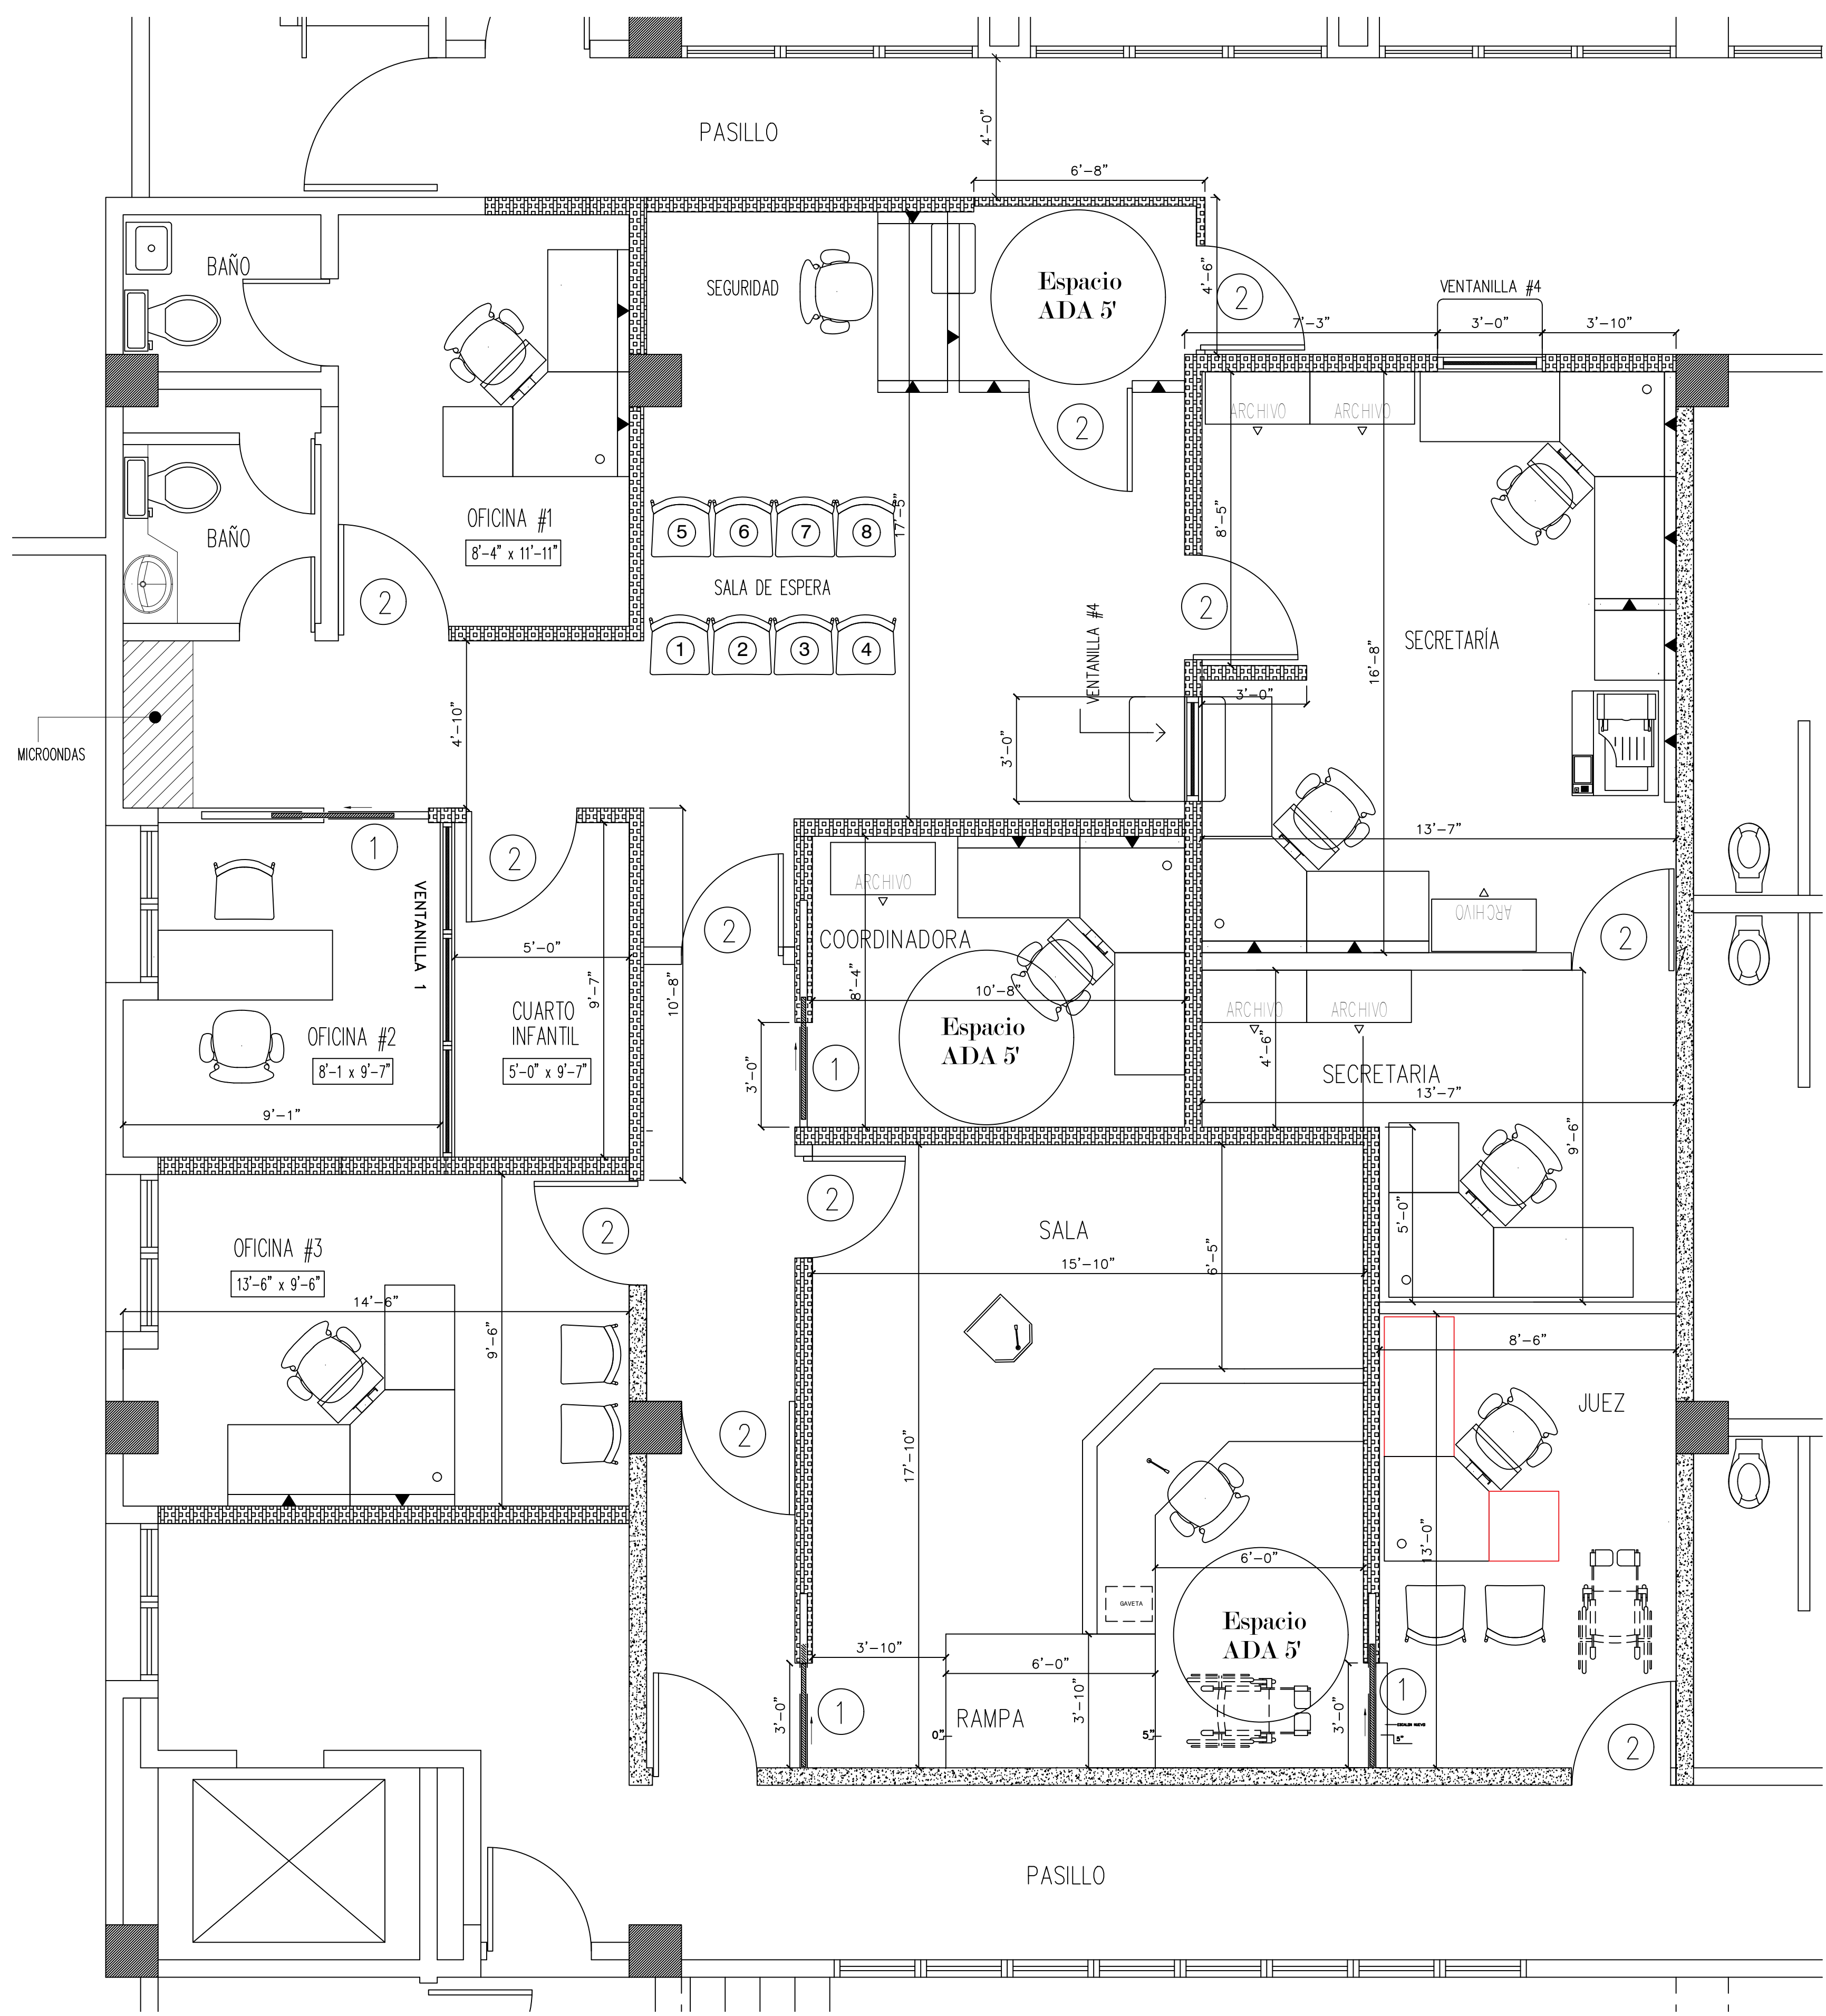 PASILLO
4'-0"
6'-8"
BAÑO
SEGURIDAD
Espacio
ADA 5'
4'-6"
2
VENTANILLA #4
7'-3"
3'-0"
3'-10"
ARCHIVO
ARCHIVO
2
OFICINA #1
8'-4" x 11'-11"
BAÑO
5
6
7
8
17'-5"
8'-5"
SALA DE ESPERA
2
2
1
2
3
4
VENTANILLA #4
SECRETARÍA
16'-8"
3'-0"
MICROONDAS
4'-10"
3'-0"
13'-7"
1
2
VENTANILLA 1
ARCHIVO
ARCHIVO
2
COORDINADORA
2
5'-0"
9'-7"
10'-8"
8'-4"
10'-8"
ARCHIVO
ARCHIVO
CUARTO
INFANTIL
5'-0" x 9'-7"
OFICINA #2
8'-1 x 9'-7"
Espacio
ADA 5'
4'-6"
3'-0"
1
SECRETARIA
13'-7"
9'-1"
9'-6"
2
2
5'-0"
SALA
6'-5"
OFICINA #3
13'-6" x 9'-6"
15'-10"
14'-6"
9'-6"
8'-6"
JUEZ
2
17'-10"
13'-0"
6'-0"
GAVETA
Espacio
ADA 5'
3'-10"
6'-0"
3'-10"
3'-0"
1
RAMPA
0"
5"
3'-0"
1
ESCALON NUEVO
5"
2
PASILLO